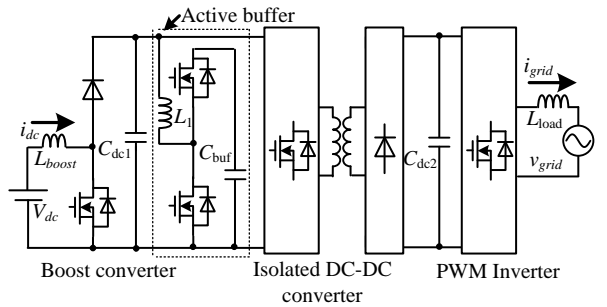 Active buffer
i_dc
L_boost
V_dc
C_dc1
L_1
C_buf
C_dc2
i_grid
L_load
v_grid
Boost converter
Isolated DC-DC
converter
PWM Inverter